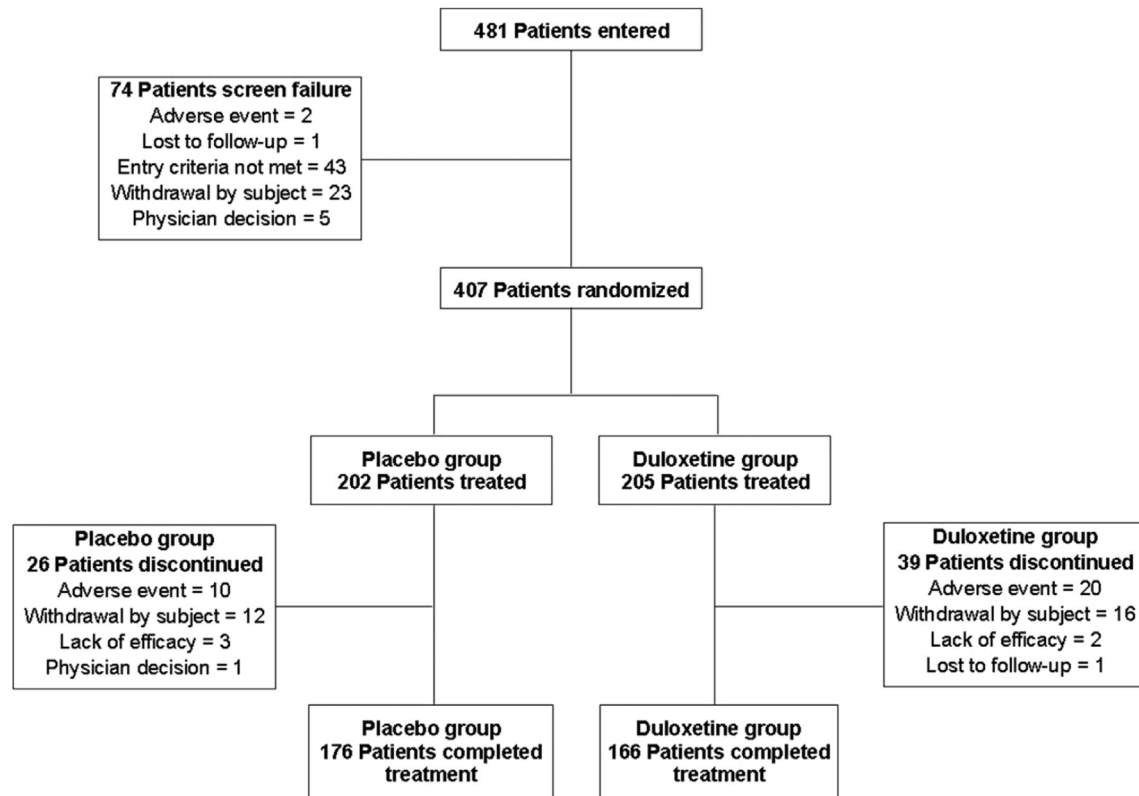 481 Patients entered
74 Patients screen failure
Adverse event = 2
Lost to follow-up = 1
Entry criteria not met = 43
Withdrawal by subject = 23
Physician decision = 5
407 Patients randomized
Placebo group
202 Patients treated
Duloxetine group
205 Patients treated
Placebo group
26 Patients discontinued
Adverse event = 10
Withdrawal by subject = 12
Lack of efficacy = 3
Physician decision = 1
Duloxetine group
39 Patients discontinued
Adverse event = 20
Withdrawal by subject = 16
Lack of efficacy = 2
Lost to follow-up = 1
Placebo group
176 Patients completed
treatment
Duloxetine group
166 Patients completed
treatment